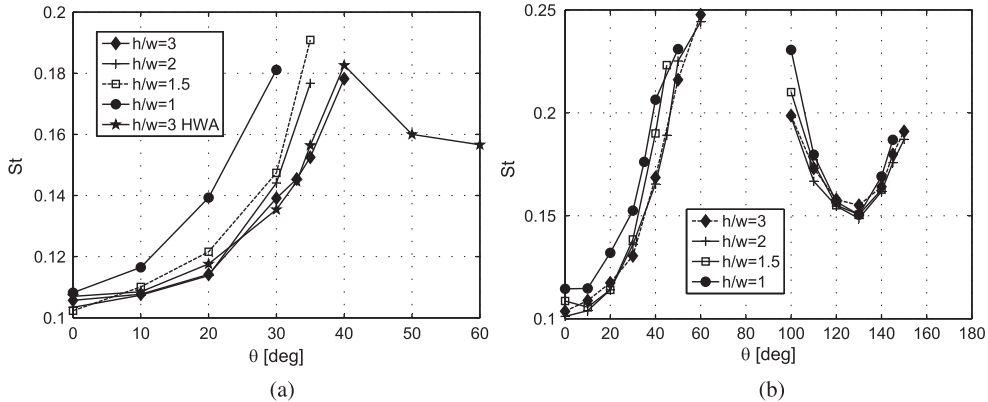 0.2
0.18
0.16
0.14
0.12
0.1
St
h/w=3
h/w=2
h/w=1.5
h/w=1
h/w=3 HWA
0 10 20 30 40 50 60
θ [deg]
(a)
0.25
0.2
0.15
0.1
St
h/w=3
h/w=2
h/w=1.5
h/w=1
0 20 40 60 80 100 120 140 160 180
θ [deg]
(b)